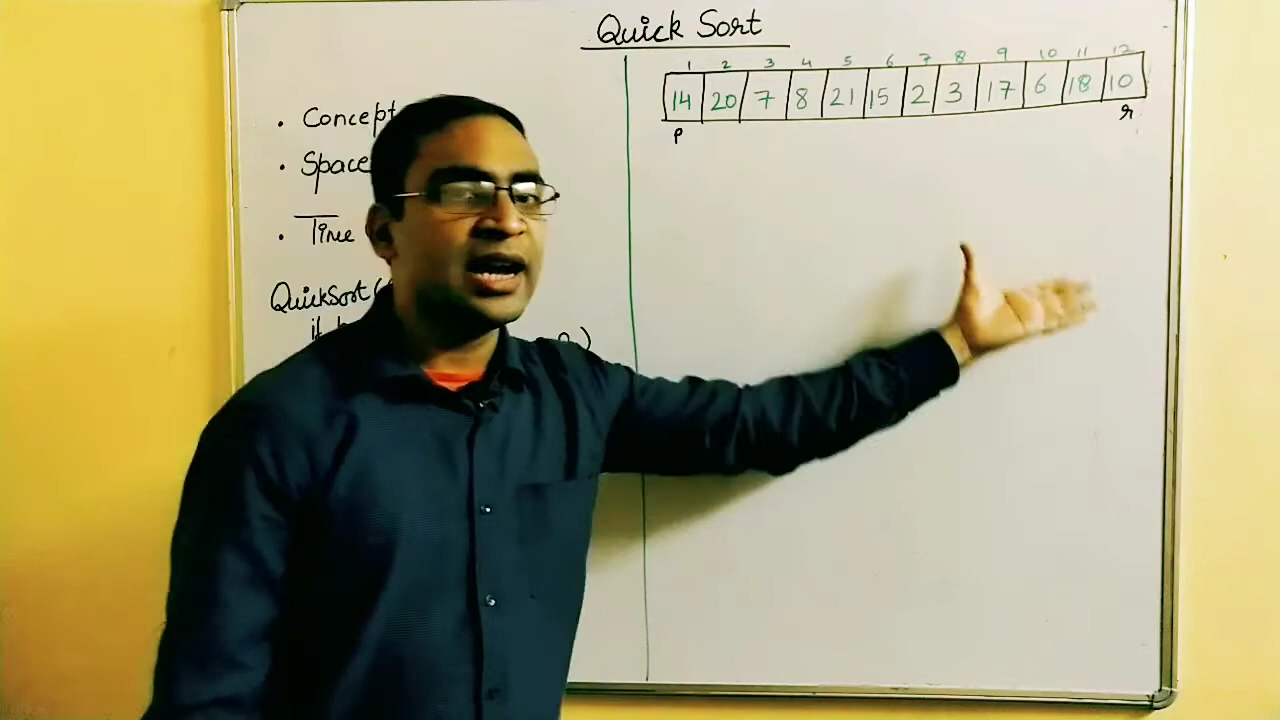 Quick Sort
• Concept
• Space
• Time
QuickSort(
if
)
1 2 3 4 5 6 7 8 9 10 11 12
14 20 7 8 21 15 2 3 17 6 18 10
p r